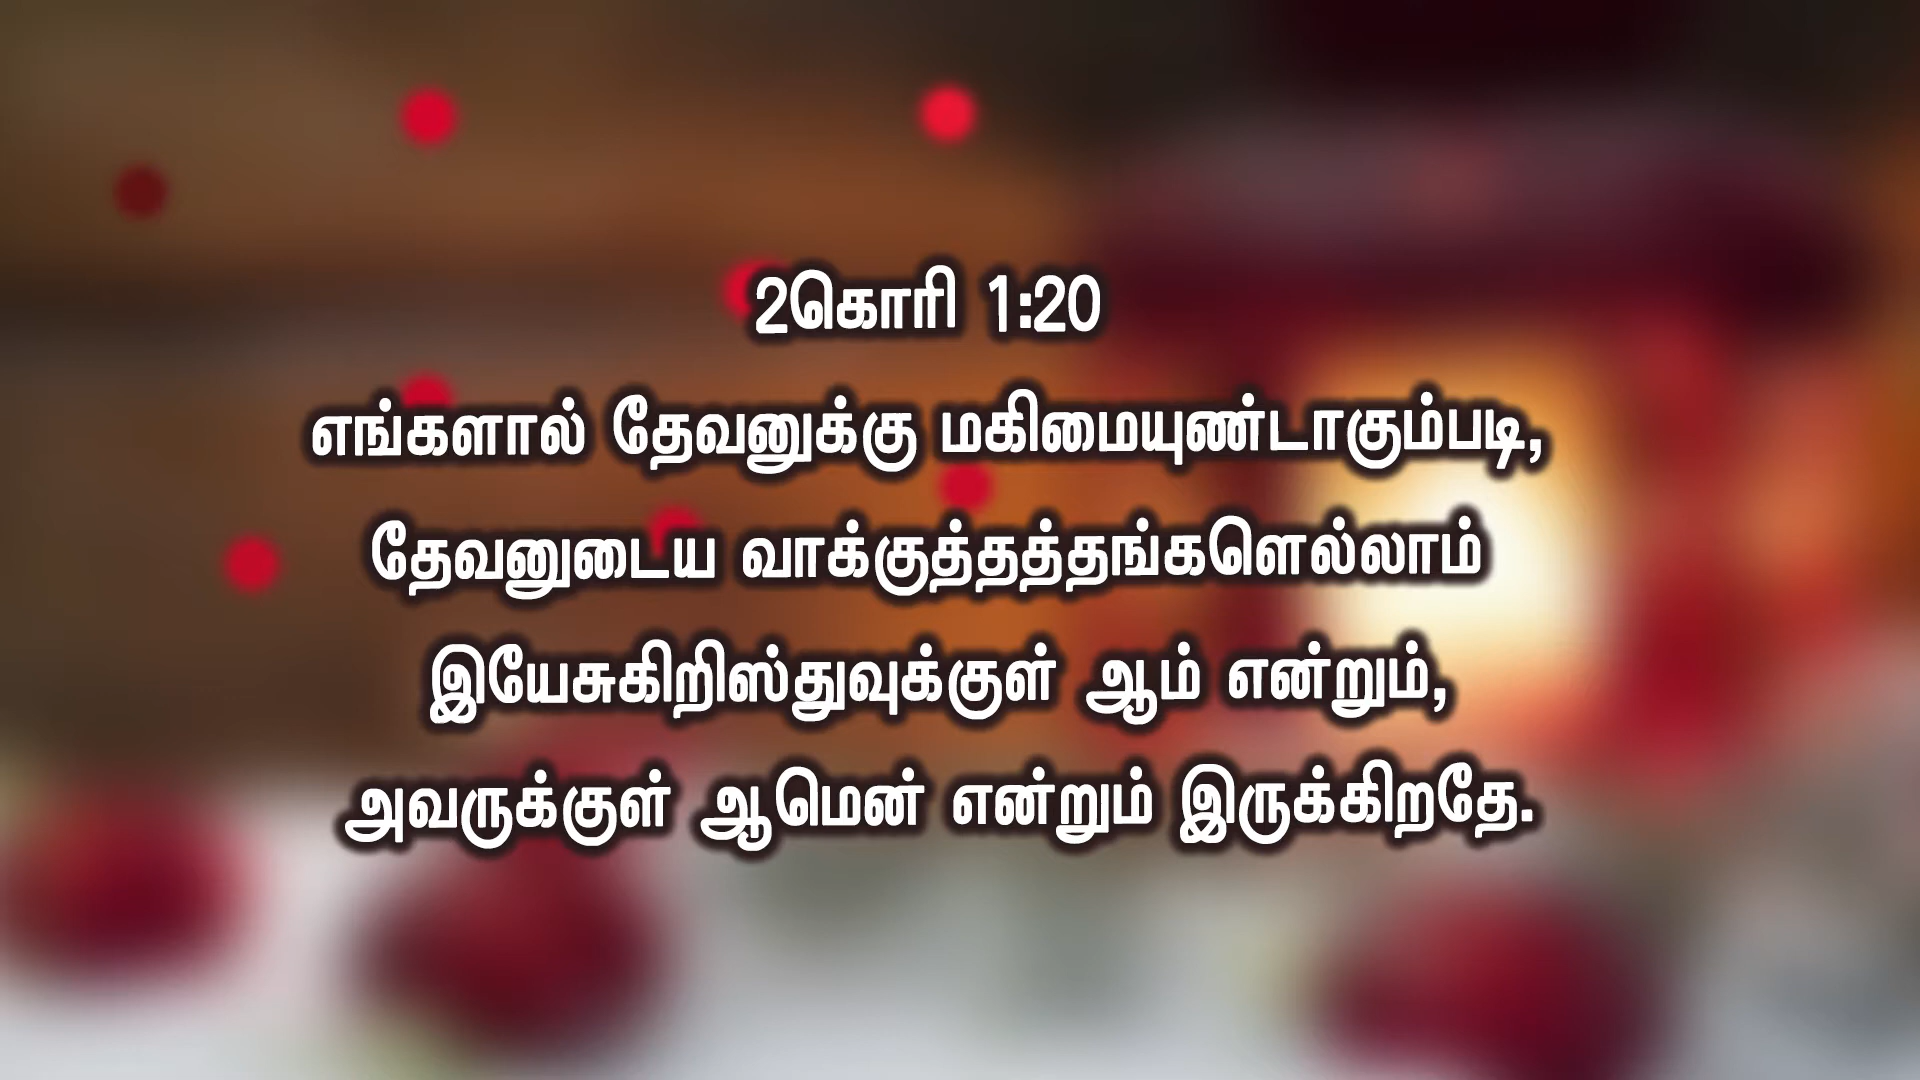 2கொரி 1:20
எங்களால் தேவனுக்கு மகிமையுண்டாகும்படி,
தேவனுடைய வாக்குத்தத்தங்களெல்லாம்
இயேசுகிறிஸ்துவுக்குள் ஆம் என்றும்,
அவருக்குள் ஆமென் என்றும் இருக்கிறதே.